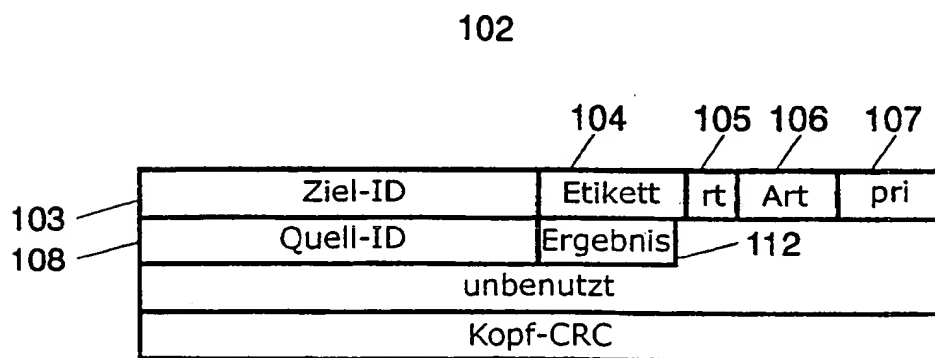 102
104 105 106 107
103 Ziel-ID Etikett rt Art pri
108 Quell-ID Ergebnis 112
unbenutzt
Kopf-CRC